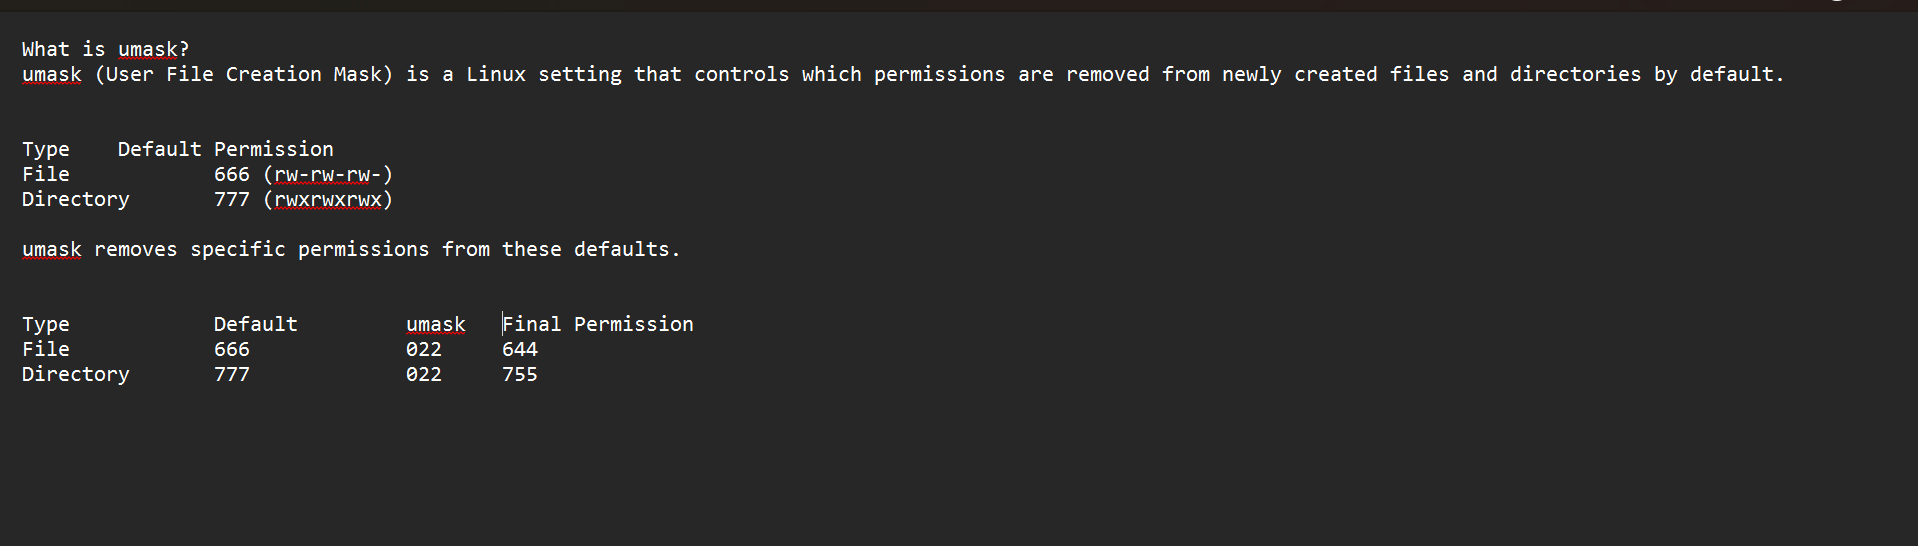 What is umask?
umask (User File Creation Mask) is a Linux setting that controls which permissions are removed from newly created files and directories by default.
Type    Default Permission
File            666 (rw-rw-rw-)
Directory       777 (rwxrwxrwx)
umask removes specific permissions from these defaults.
Type            Default         umask   Final Permission
File            666             022     644
Directory       777             022     755